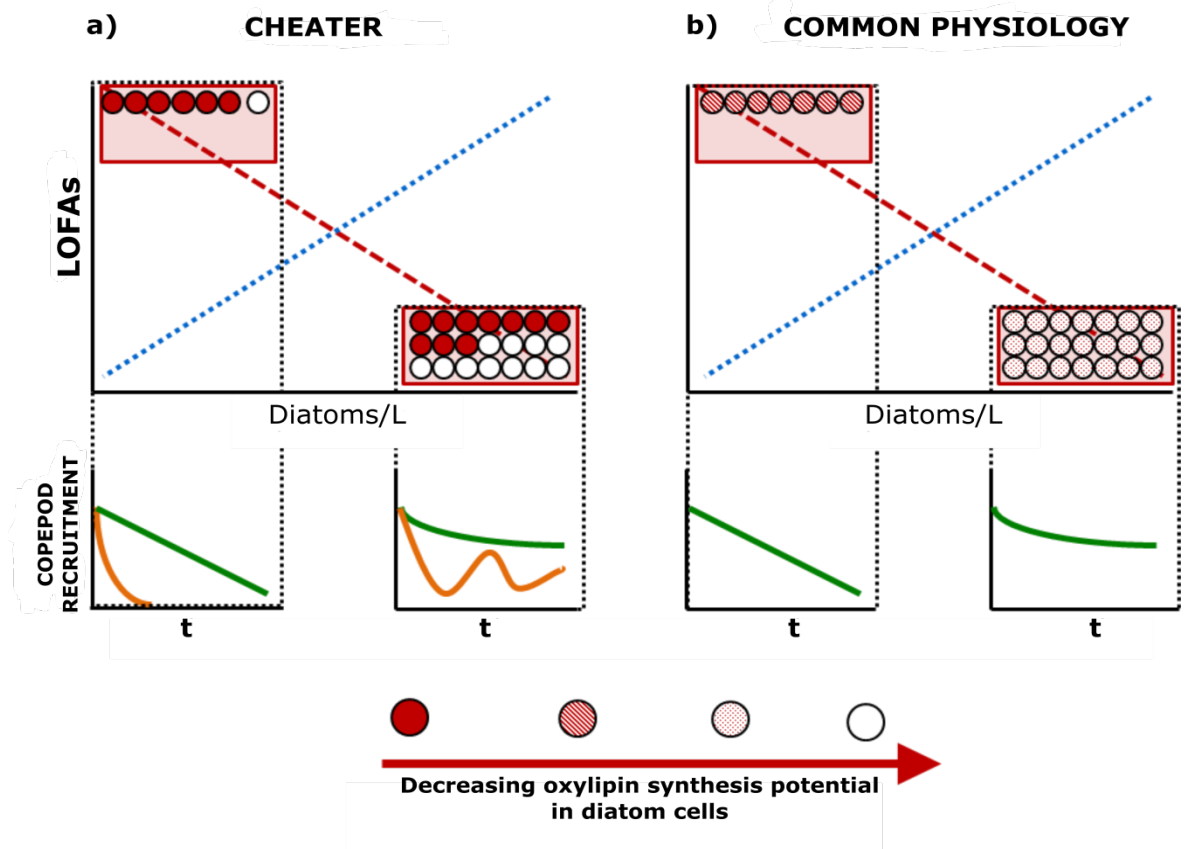 a)
CHEATER
b)
COMMON PHYSIOLOGY
LOFAs
Diatoms/L
Diatoms/L
COPEPOD
RECRUITMENT
t
t
t
t
Decreasing oxylipin synthesis potential
in diatom cells